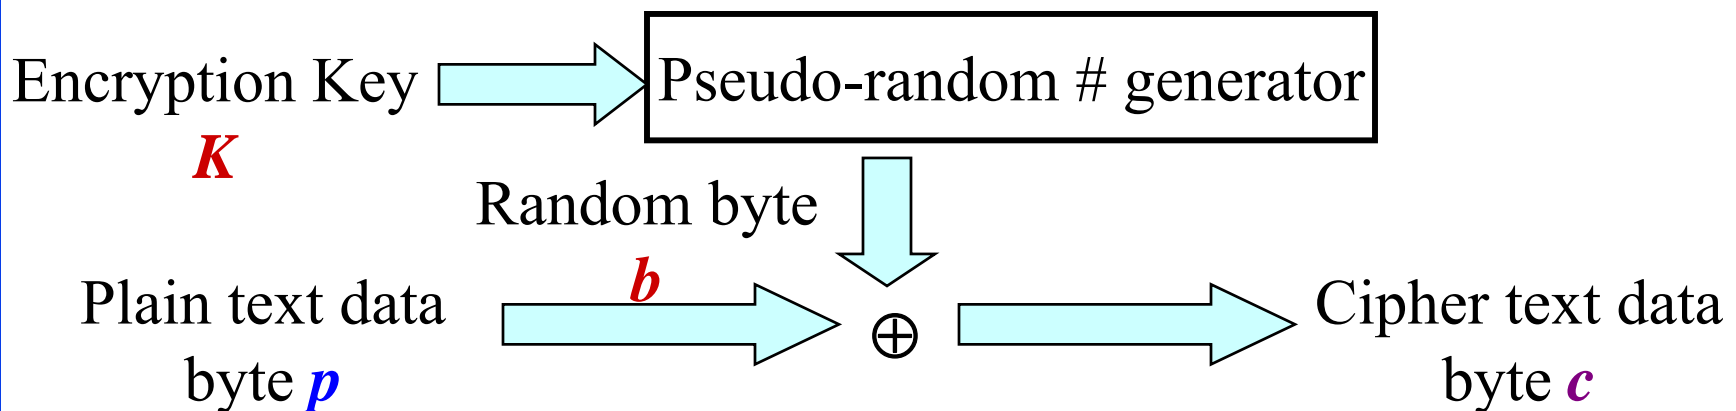 Encryption Key
K
Pseudo-random # generator
Random byte
b
Plain text data
byte p
⊕
Cipher text data
byte c